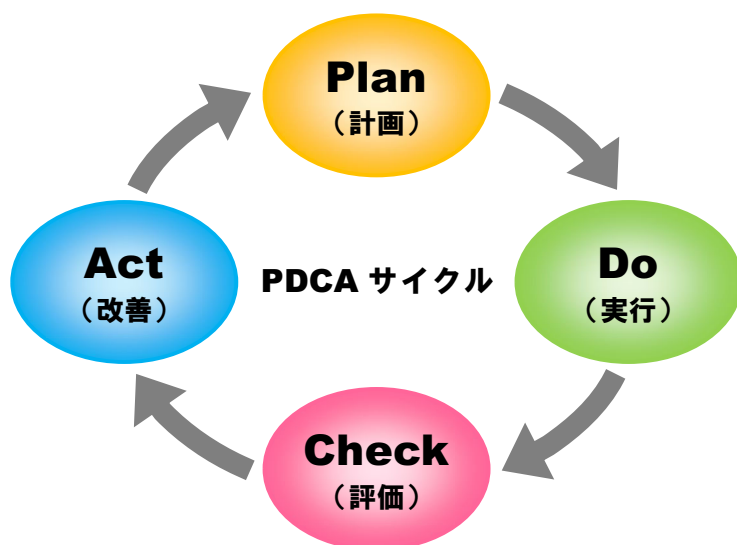 Plan
（計画）
Act
（改善）
PDCA サイクル
Do
（実行）
Check
（評価）